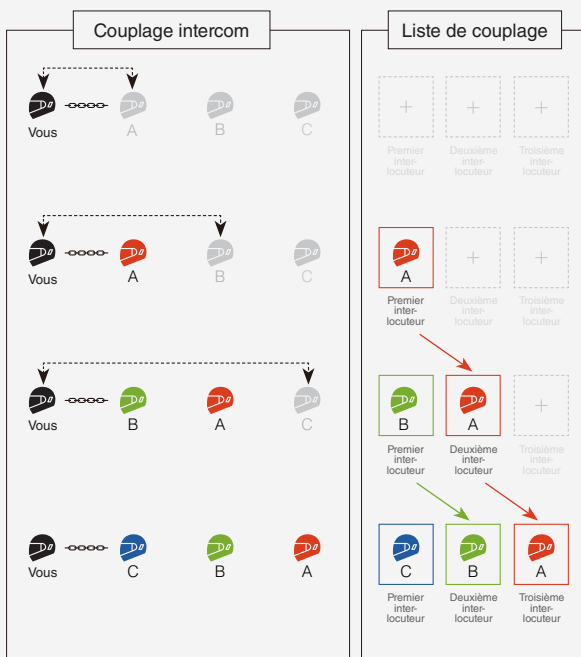 Couplage intercom
Liste de couplage
Vous A B C
+ + +
Premier inter-locuteur
Deuxième inter-locuteur
Troisième inter-locuteur
Vous A B C
A + +
Premier inter-locuteur
Deuxième inter-locuteur
Troisième inter-locuteur
Vous B A C
B A +
Premier inter-locuteur
Deuxième inter-locuteur
Troisième inter-locuteur
Vous C B A
C B A
Premier inter-locuteur
Deuxième inter-locuteur
Troisième inter-locuteur